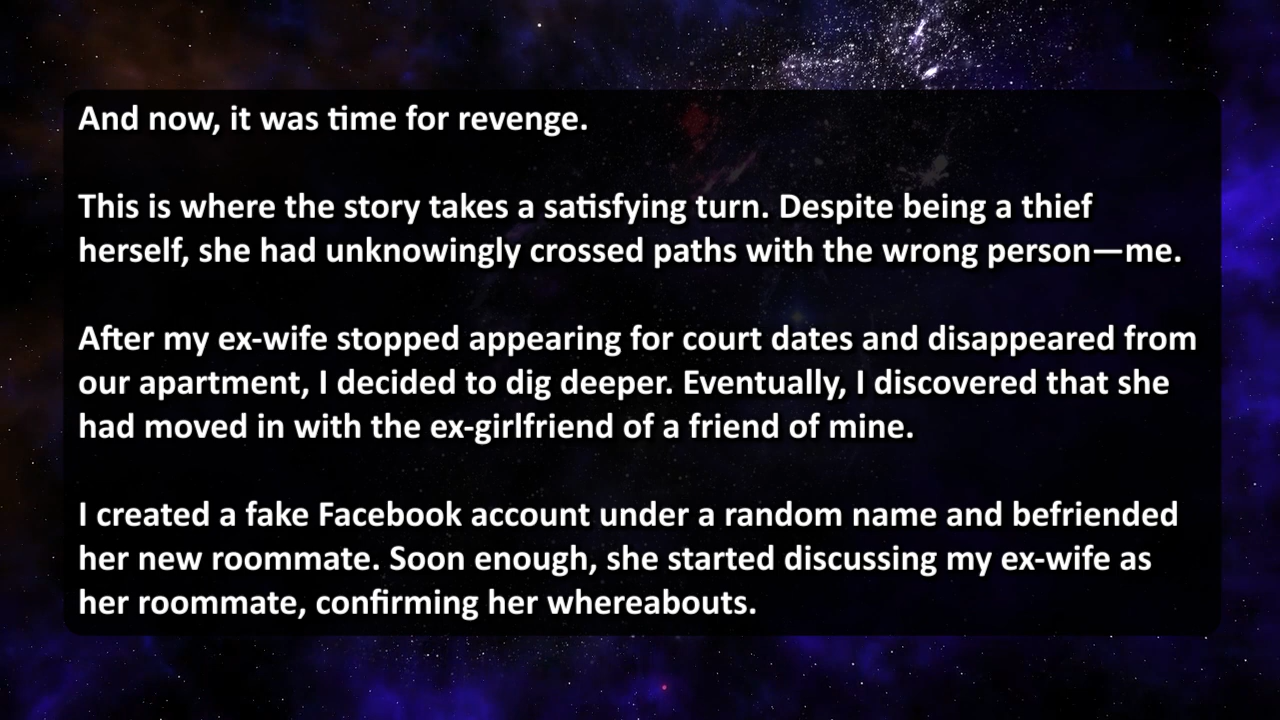 And now, it was time for revenge.
This is where the story takes a satisfying turn. Despite being a thief
herself, she had unknowingly crossed paths with the wrong person—me.
After my ex-wife stopped appearing for court dates and disappeared from
our apartment, I decided to dig deeper. Eventually, I discovered that she
had moved in with the ex-girlfriend of a friend of mine.
I created a fake Facebook account under a random name and befriended
her new roommate. Soon enough, she started discussing my ex-wife as
her roommate, confirming her whereabouts.